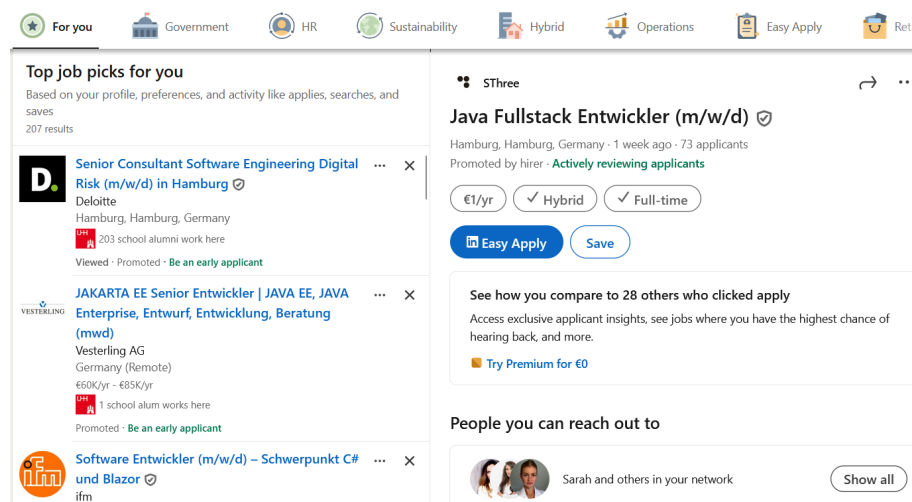 For you
Government
HR
Sustainability
Hybrid
Operations
Easy Apply
Ret
Top job picks for you
Based on your profile, preferences, and activity like applies, searches, and
saves
207 results
D.
Senior Consultant Software Engineering Digital
Risk (m/w/d) in Hamburg
Deloitte
Hamburg, Hamburg, Germany
UH
203 school alumni work here
Viewed · Promoted · Be an early applicant
VESTERLING
JAKARTA EE Senior Entwickler | JAVA EE, JAVA
Enterprise, Entwurf, Entwicklung, Beratung
(mwd)
Vesterling AG
Germany (Remote)
€60K/yr - €85K/yr
UH
1 school alum works here
Promoted · Be an early applicant
ifm
Software Entwickler (m/w/d) – Schwerpunkt C#
und Blazor
ifm
SThree
Java Fullstack Entwickler (m/w/d)
Hamburg, Hamburg, Germany · 1 week ago · 73 applicants
Promoted by hirer · Actively reviewing applicants
€1/yr
Hybrid
Full-time
in Easy Apply
Save
See how you compare to 28 others who clicked apply
Access exclusive applicant insights, see jobs where you have the highest chance of
hearing back, and more.
Try Premium for €0
People you can reach out to
Sarah and others in your network
Show all